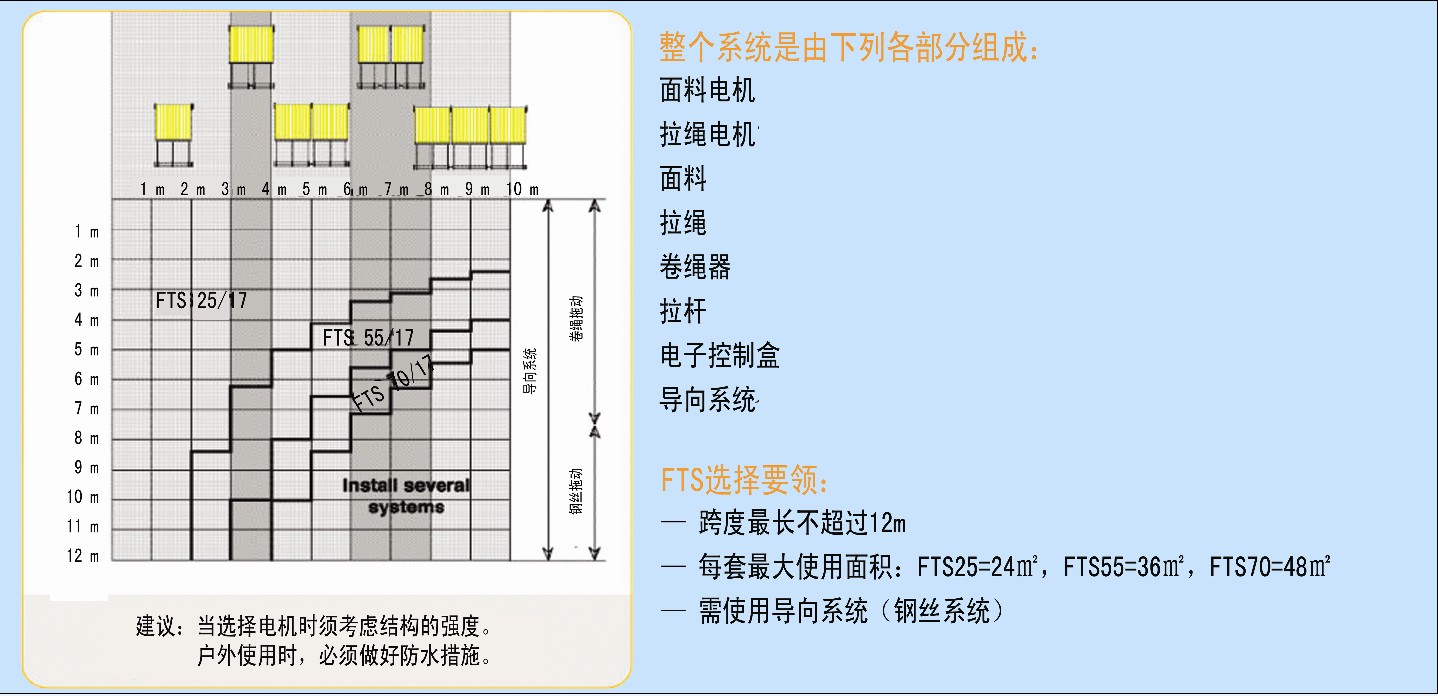 1 m 2 m 3 m 4 m 5 m 6 m 7 m 8 m 9 m 10 m
1 m
2 m
3 m
4 m
5 m
6 m
7 m
8 m
9 m
10 m
11 m
12 m
FTS 25/17
FTS 55/17
FTS 70/17
Install several
systems
导向系统
卷绳拖动
钢丝拖动
建议：当选择电机时须考虑结构的强度。
户外使用时，必须做好防水措施。
整个系统是由下列各部分组成：
面料电机
拉绳电机
面料
拉绳
卷绳器
拉杆
电子控制盒
导向系统
FTS选择要领：
— 跨度最长不超过12m
— 每套最大使用面积：FTS25=24㎡，FTS55=36㎡，FTS70=48㎡
— 需使用导向系统（钢丝系统）